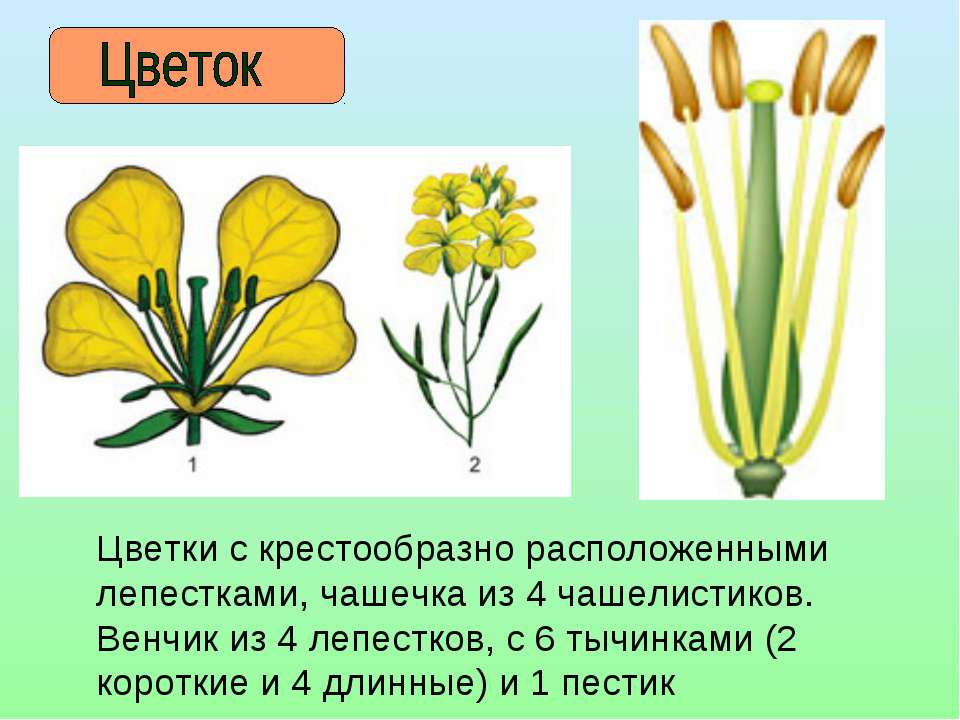 Цветок
1
2
Цветки с крестообразно расположенными
лепестками, чашечка из 4 чашелистиков.
Венчик из 4 лепестков, с 6 тычинками (2
короткие и 4 длинные) и 1 пестик